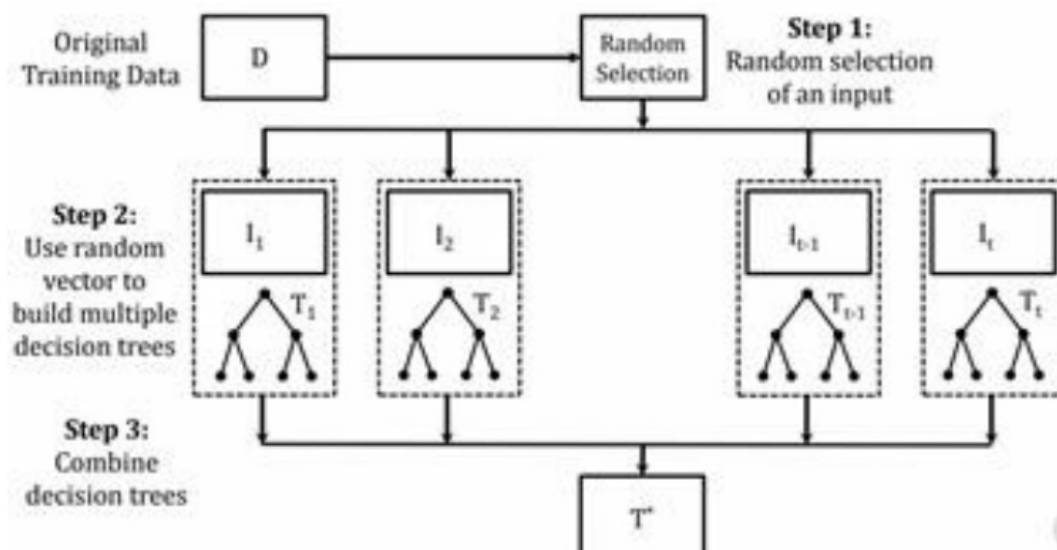 Original
Training Data
D
Random
Selection
Step 1:
Random selection
of an input
Step 2:
Use random
vector to
build multiple
decision trees
I₁
I₂
Iₜ₋₁
Iₜ
T₁
T₂
Tₜ₋₁
Tₜ
Step 3:
Combine
decision trees
T*